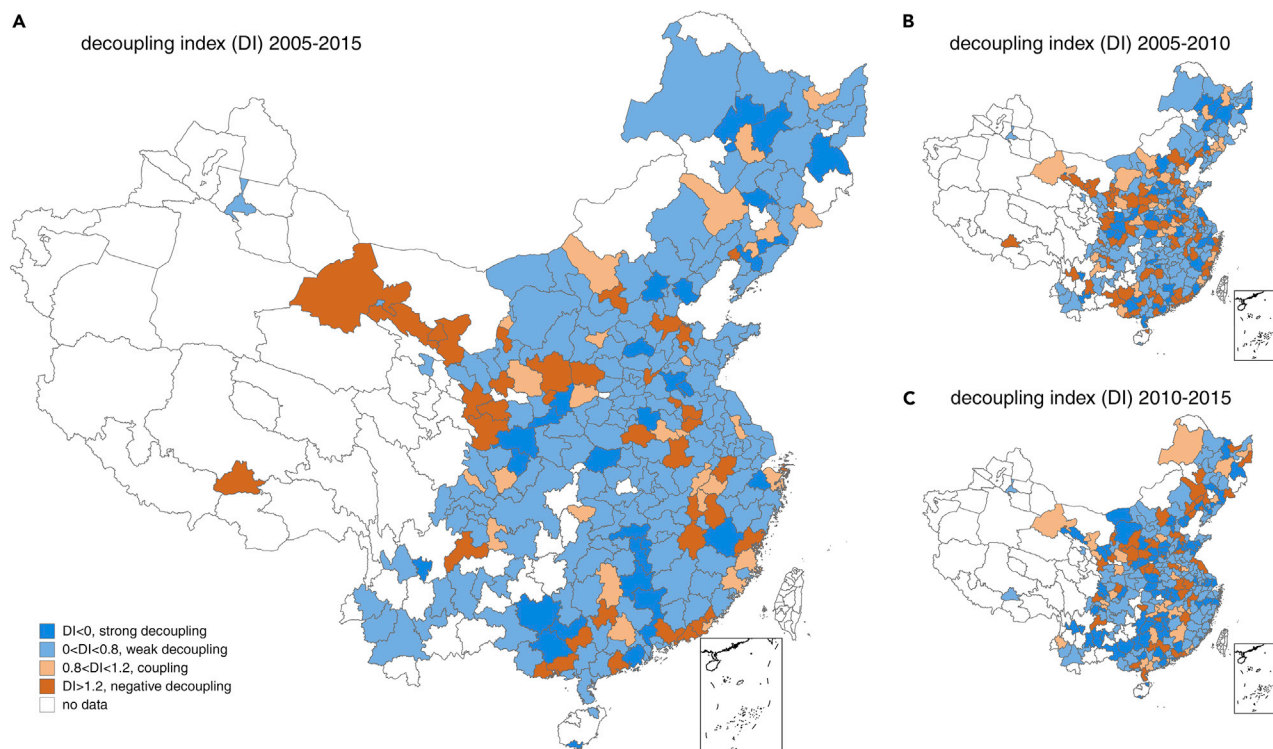 A
decoupling index (DI) 2005-2015
B
decoupling index (DI) 2005-2010
C
decoupling index (DI) 2010-2015
DI<0, strong decoupling
0<DI<0.8, weak decoupling
0.8<DI<1.2, coupling
DI>1.2, negative decoupling
no data